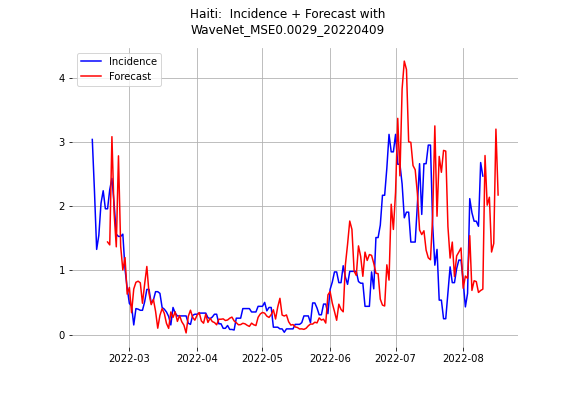 Haiti:  Incidence + Forecast with
WaveNet_MSE0.0029_20220409
Incidence
Forecast
4
3
2
1
0
2022-03
2022-04
2022-05
2022-06
2022-07
2022-08